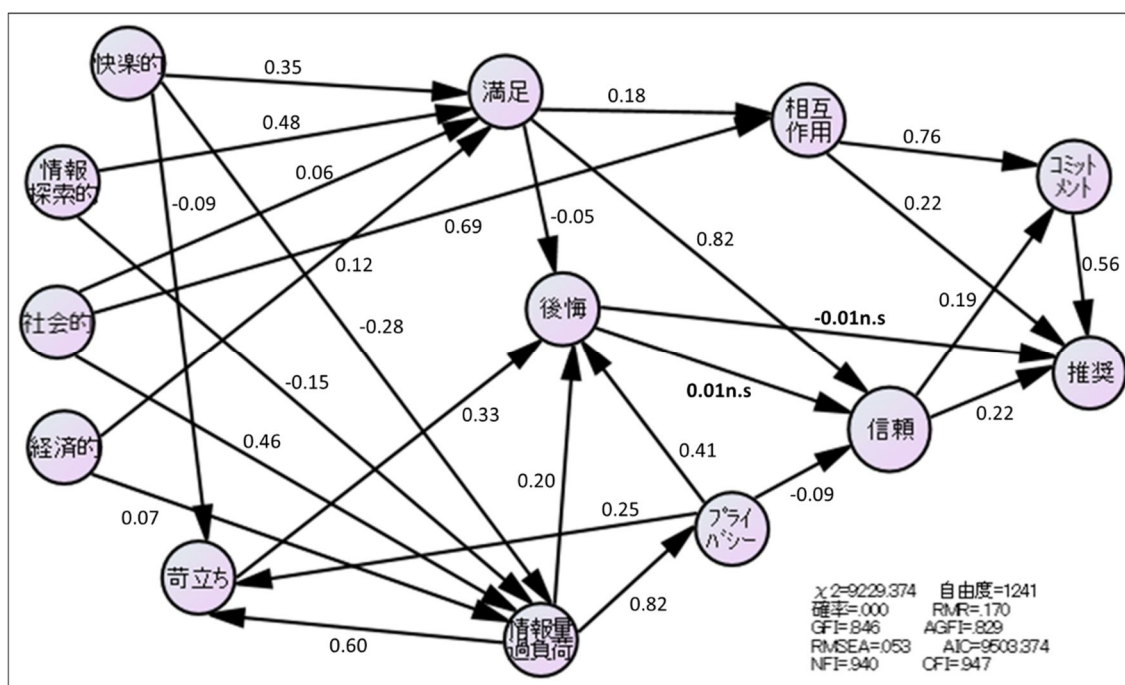 快楽的
0.35
満足
0.18
相互
作用
0.76
コミット
メント
0.48
情報
探索的
0.06
-0.09
0.69
-0.05
0.82
0.22
0.56
0.12
社会的
後悔
0.19
-0.28
-0.01n.s
推奨
-0.15
0.01n.s
0.33
信頼
0.22
経済的
0.46
0.41
0.20
-0.09
0.07
0.25
プライ
バシー
苛立ち
0.82
情報量
過負荷
0.60
χ2=9229.374 自由度=1241
確率=.000 RMR=.170
GFI=.846 AGFI=.829
RMSEA=.053 AIC=9503.374
NFI=.940 CFI=.947